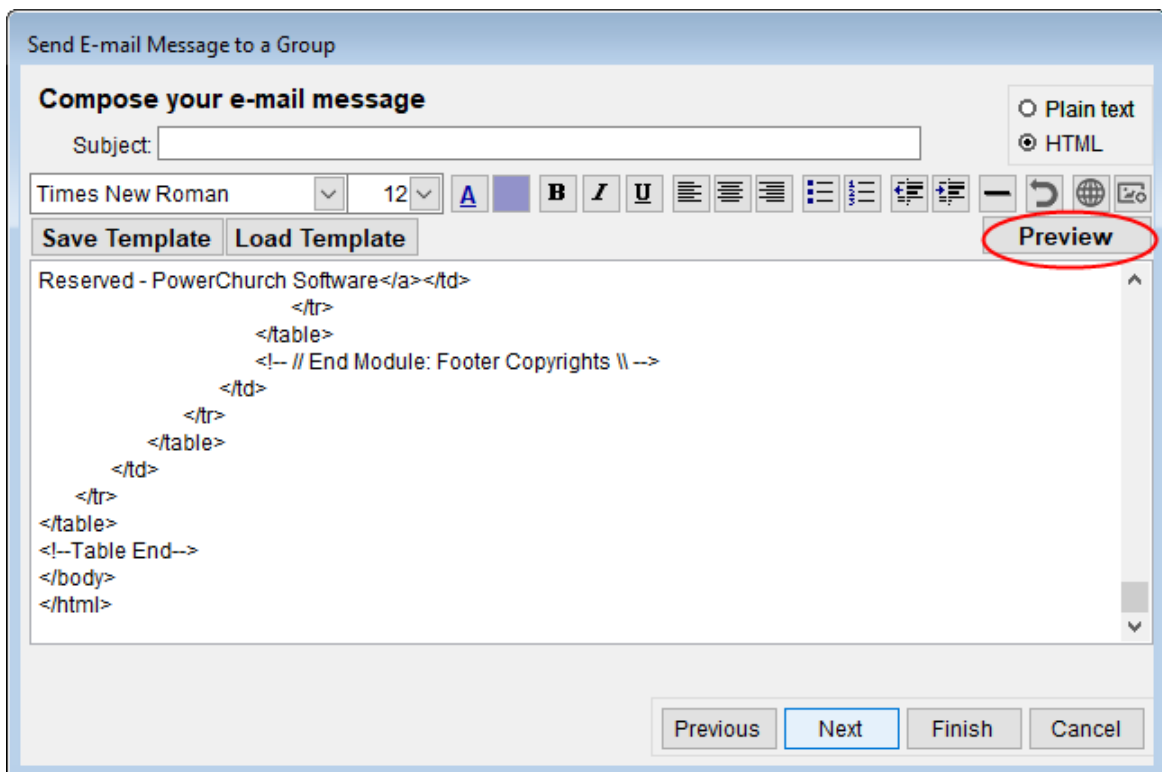 Send E-mail Message to a Group
Compose your e-mail message
Plain text
Subject:
HTML
Times New Roman 12 A B I U
Save Template Load Template Preview
Reserved - PowerChurch Software</a></td>
</tr>
</table>
<!-- // End Module: Footer Copyrights \\ -->
</td>
</tr>
</table>
</td>
</tr>
</table>
<!--Table End-->
</body>
</html>
Previous Next Finish Cancel